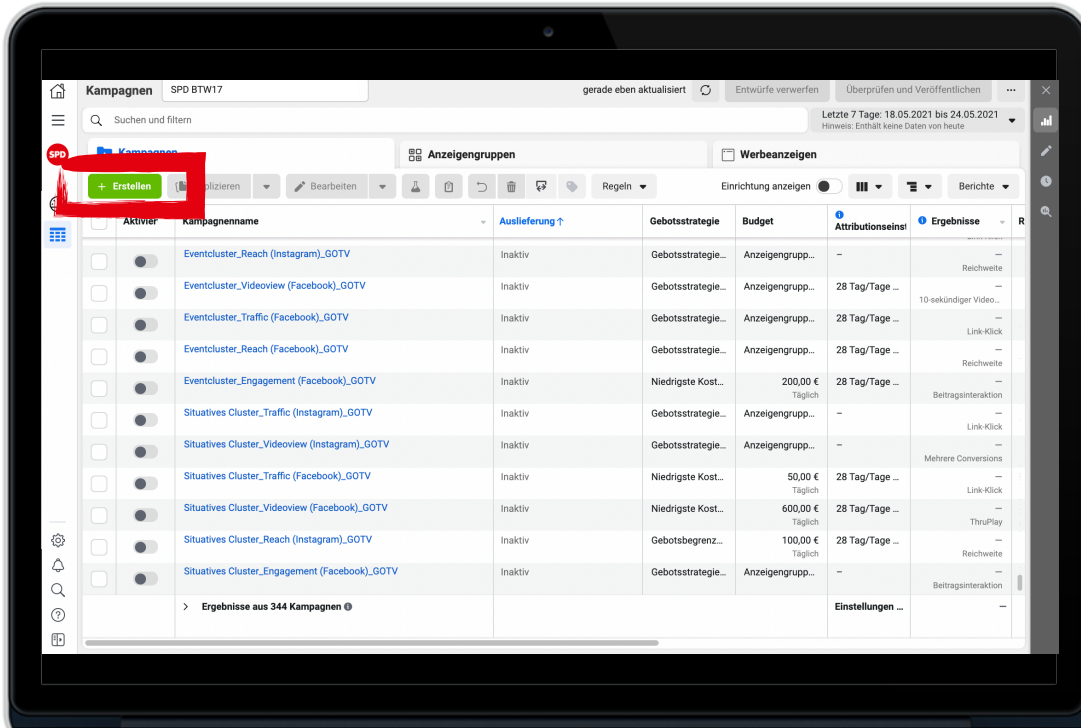 Kampagnen SPD BTW17 gerade eben aktualisiert Entwürfe verwerfen Überprüfen und Veröffentlichen ...
Suchen und filtern
Letzte 7 Tage: 18.05.2021 bis 24.05.2021
Hinweis: Enthält keine Daten von heute
SPD
Kampagnen Anzeigengruppen Werbeanzeigen
+ Erstellen Bearbeiten Regeln Einrichtung anzeigen Berichte
Aktivier Kampagnenname Auslieferung ↑ Gebotsstrategie Budget Attributionseinst Ergebnisse R
Eventcluster_Reach (Instagram)_GOTV Inaktiv Gebotsstrategie... Anzeigengrupp... – —
Reichweite
Eventcluster_Videoview (Facebook)_GOTV Inaktiv Gebotsstrategie... Anzeigengrupp... 28 Tag/Tage ... —
10-sekündiger Video...
Eventcluster_Traffic (Facebook)_GOTV Inaktiv Gebotsstrategie... Anzeigengrupp... 28 Tag/Tage ... —
Link-Klick
Eventcluster_Reach (Facebook)_GOTV Inaktiv Gebotsstrategie... Anzeigengrupp... 28 Tag/Tage ... —
Reichweite
Eventcluster_Engagement (Facebook)_GOTV Inaktiv Niedrigste Kost... 200,00 € 28 Tag/Tage ... —
Täglich Beitragsinteraktion
Situatives Cluster_Traffic (Instagram)_GOTV Inaktiv Gebotsstrategie... Anzeigengrupp... – —
Link-Klick
Situatives Cluster_Videoview (Instagram)_GOTV Inaktiv Gebotsstrategie... Anzeigengrupp... – —
Mehrere Conversions
Situatives Cluster_Traffic (Facebook)_GOTV Inaktiv Niedrigste Kost... 50,00 € 28 Tag/Tage ... —
Täglich Link-Klick
Situatives Cluster_Videoview (Facebook)_GOTV Inaktiv Niedrigste Kost... 600,00 € 28 Tag/Tage ... —
Täglich ThruPlay
Situatives Cluster_Reach (Instagram)_GOTV Inaktiv Gebotsbegrenz... 100,00 € 28 Tag/Tage ... —
Täglich Reichweite
Situatives Cluster_Engagement (Facebook)_GOTV Inaktiv Gebotsstrategie... Anzeigengrupp... – —
Beitragsinteraktion
Ergebnisse aus 344 Kampagnen Einstellungen ... —